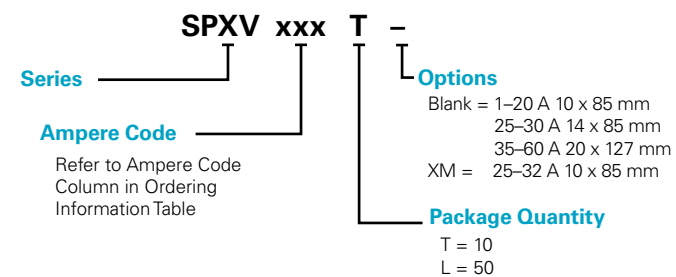 SPXV xxx T –
Series
Options
Blank = 1–20 A 10 x 85 mm
25–30 A 14 x 85 mm
35–60 A 20 x 127 mm
XM = 25–32 A 10 x 85 mm
Ampere Code
Refer to Ampere Code
Column in Ordering
Information Table
Package Quantity
T = 10
L = 50